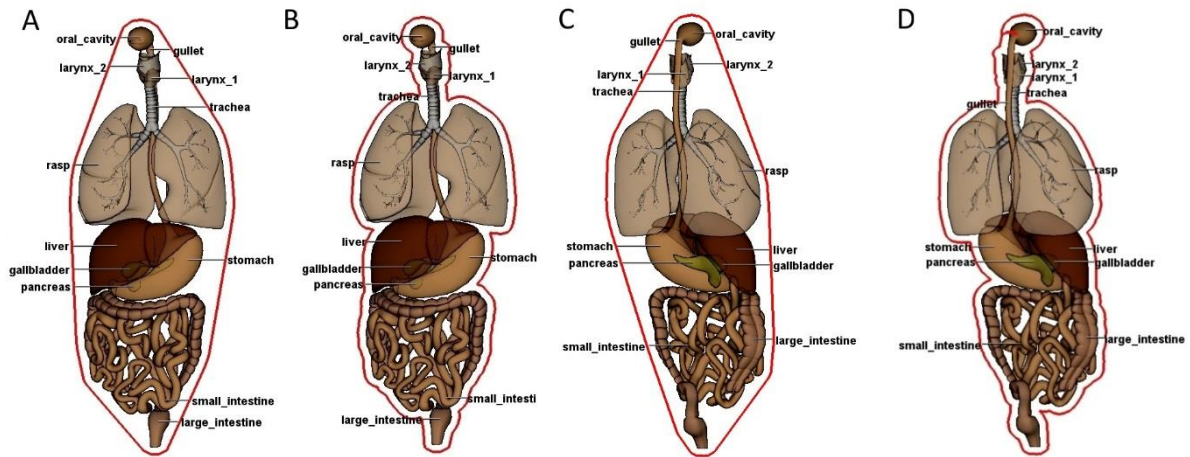 A
oral_cavity
gullet
larynx_2
larynx_1
trachea
rasp
liver
stomach
gallbladder
pancreas
small_intestine
large_intestine
B
oral_cavity
gullet
larynx_2
larynx_1
trachea
rasp
liver
stomach
gallbladder
pancreas
small_intesti
large_intestine
C
oral_cavity
gullet
larynx_2
larynx_1
trachea
rasp
stomach
liver
pancreas
gallbladder
small_intestine
large_intestine
D
oral_cavity
larynx_2
larynx_1
trachea
gullet
rasp
stomach
liver
pancreas
gallbladder
small_intestine
large_intestine